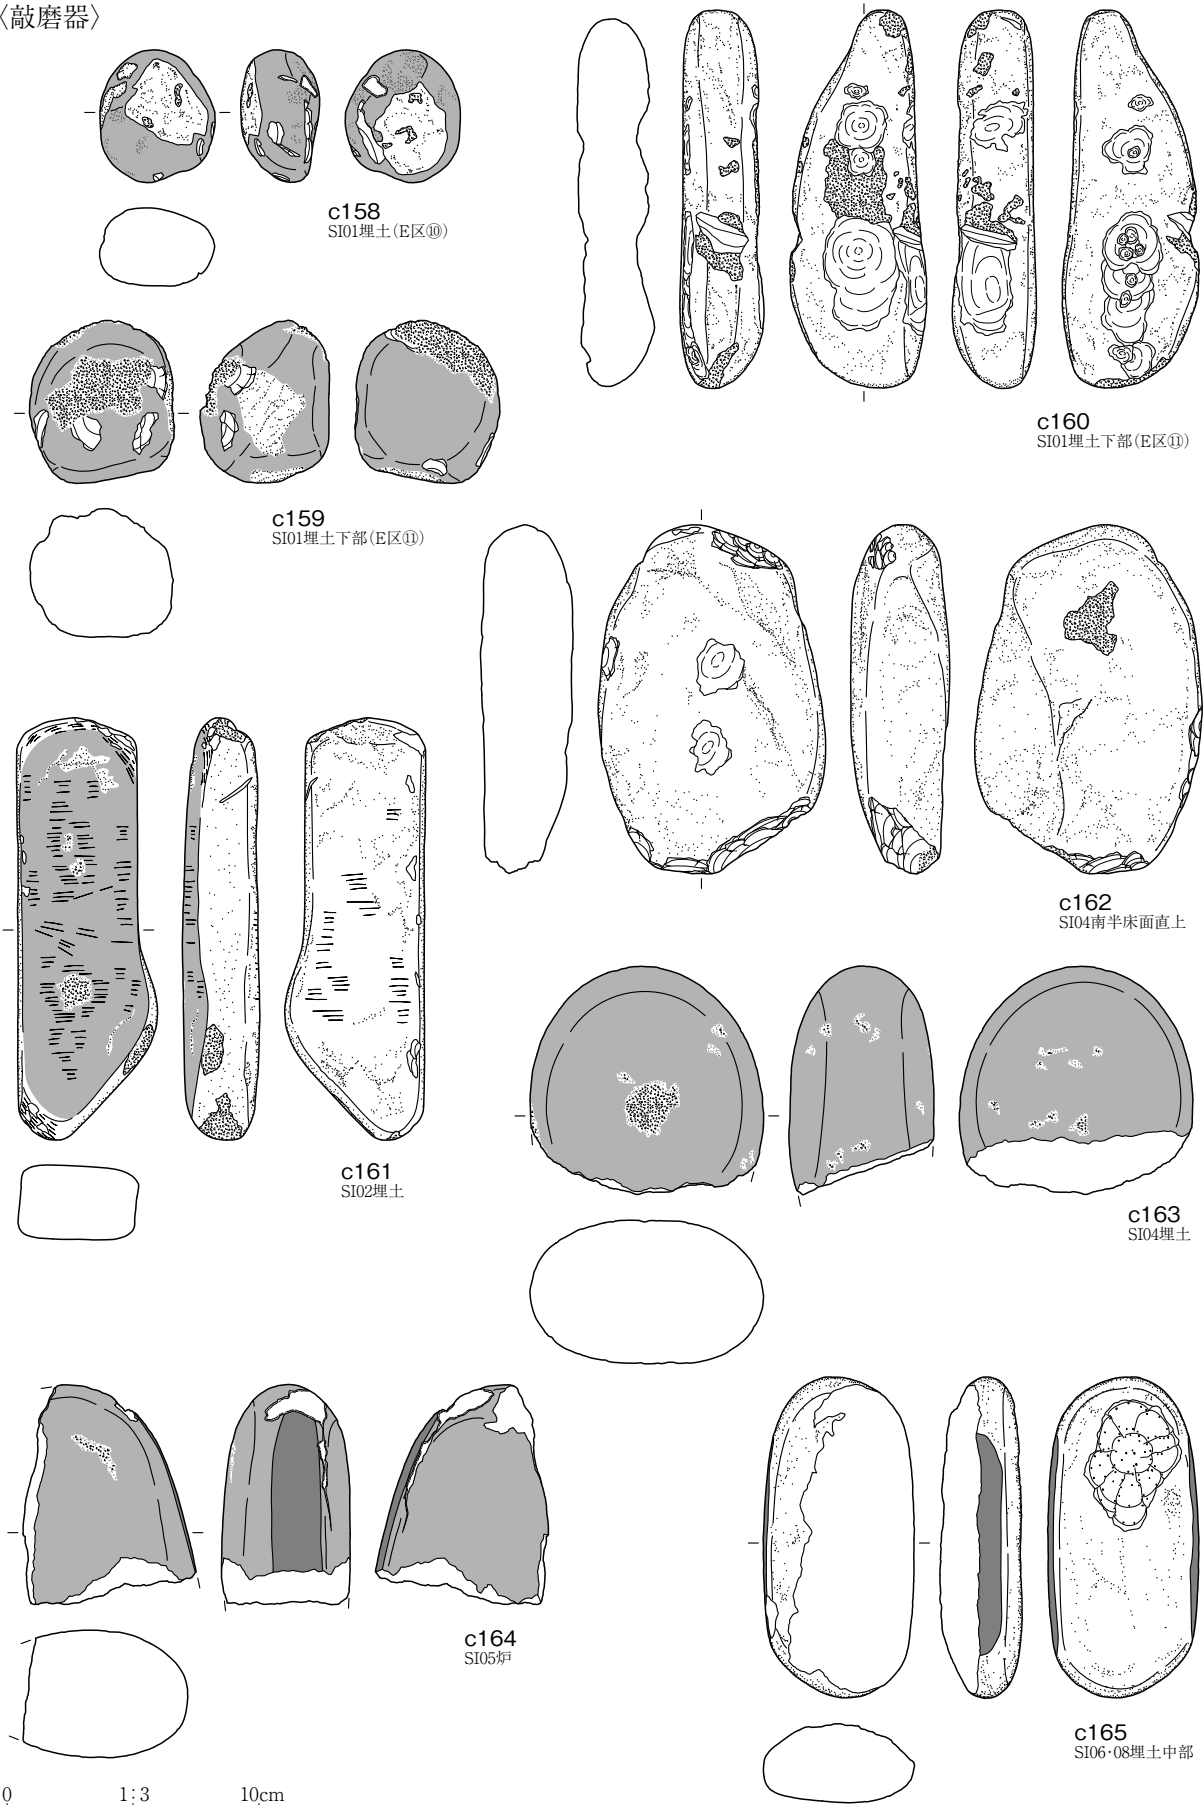 〈敲磨器〉
c158
SI01埋土(E区⑩)
c160
SI01埋土下部(E区⑪)
c159
SI01埋土下部(E区⑪)
c162
SI04南半床面直上
c161
SI02埋土
c163
SI04埋土
c164
SI05炉
c165
SI06·08埋土中部
0 1:3 10cm